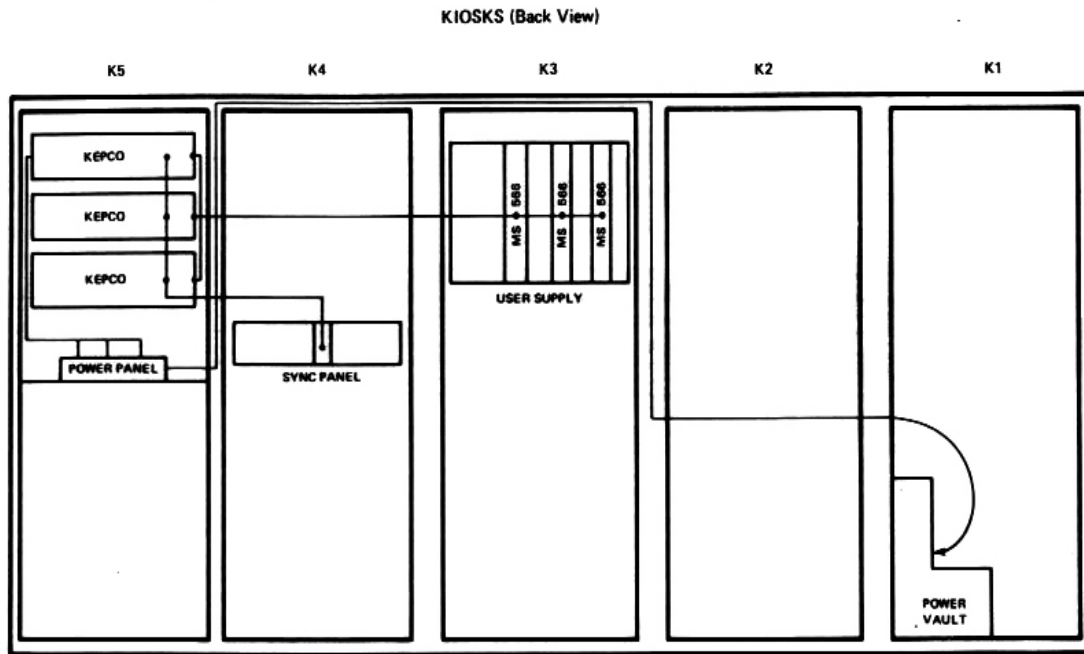 KIOSKS (Back View)
K5
K4
K3
K2
K1
KEPCO
KEPCO
KEPCO
MS 566
MS 566
MS 566
USER SUPPLY
POWER PANEL
SYNC PANEL
POWER
VAULT